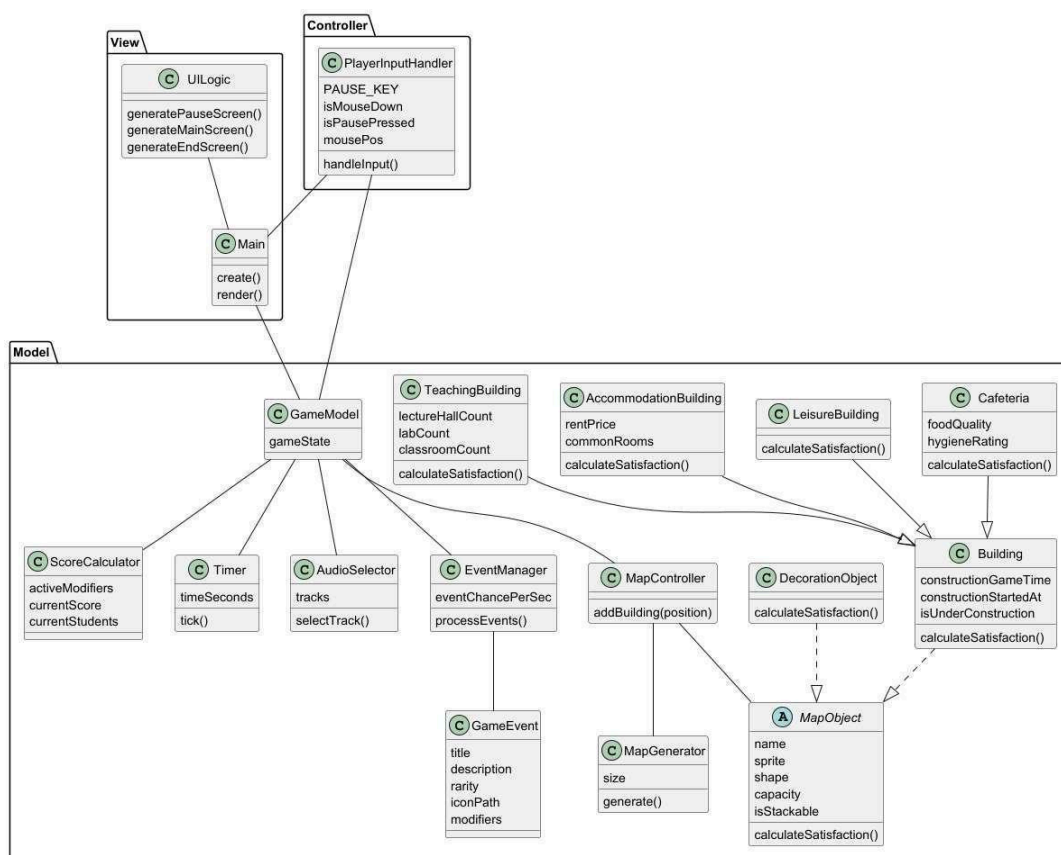 View
C UILogic
generatePauseScreen()
generateMainScreen()
generateEndScreen()
C Main
create()
render()
Controller
C PlayerInputHandler
PAUSE_KEY
isMouseDown
isPausePressed
mousePos
handleInput()
Model
C GameModel
gameState
C TeachingBuilding
lectureHallCount
labCount
classroomCount
calculateSatisfaction()
C AccommodationBuilding
rentPrice
commonRooms
calculateSatisfaction()
C LeisureBuilding
calculateSatisfaction()
C Cafeteria
foodQuality
hygieneRating
calculateSatisfaction()
C ScoreCalculator
activeModifiers
currentScore
currentStudents
C Timer
timeSeconds
tick()
C AudioSelector
tracks
selectTrack()
C EventManager
eventChancePerSec
processEvents()
C MapController
addBuilding(position)
C DecorationObject
calculateSatisfaction()
C Building
constructionGameTime
constructionStartedAt
isUnderConstruction
calculateSatisfaction()
C GameEvent
title
description
rarity
iconPath
modifiers
C MapGenerator
size
generate()
A MapObject
name
sprite
shape
capacity
isStackable
calculateSatisfaction()